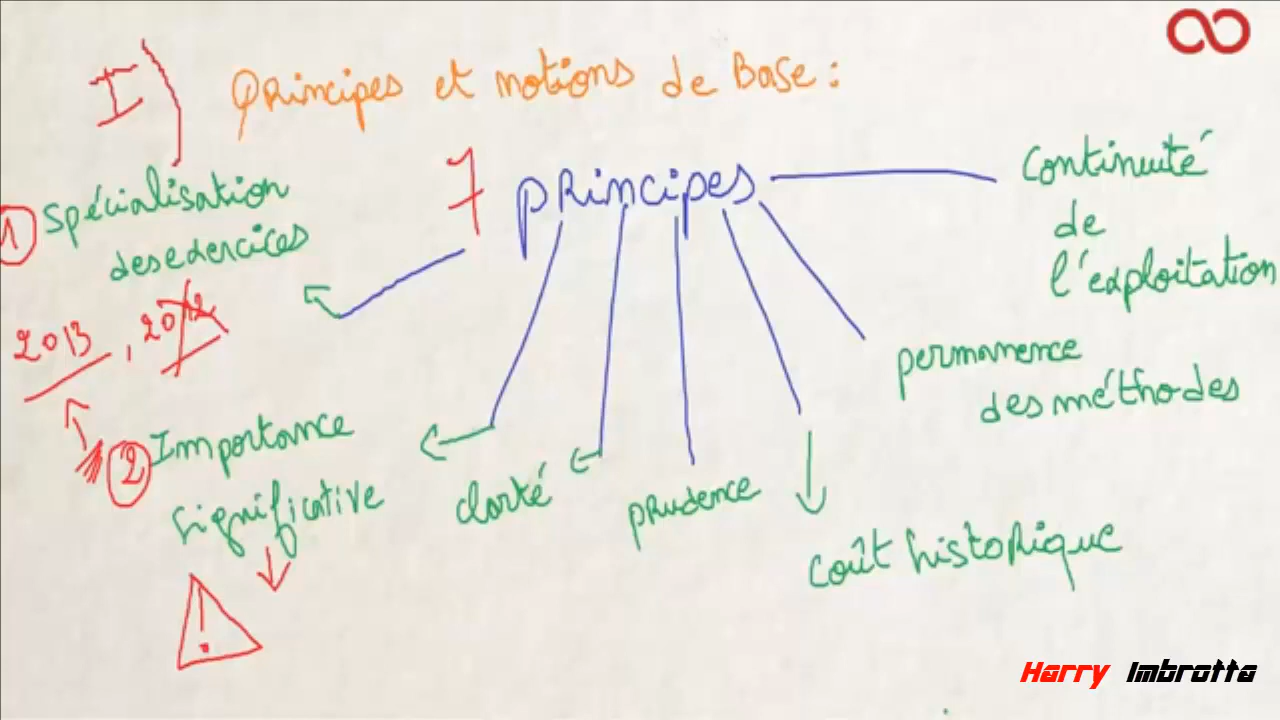 I) Principes et notions de Base :
7 principes
Continuité
de
l'exploitation
① Spécialisation
des exercices
2013 , 2012
permanence
des méthodes
② Importance
significative
clarté
prudence
coût historique
!
Harry Imbrotta